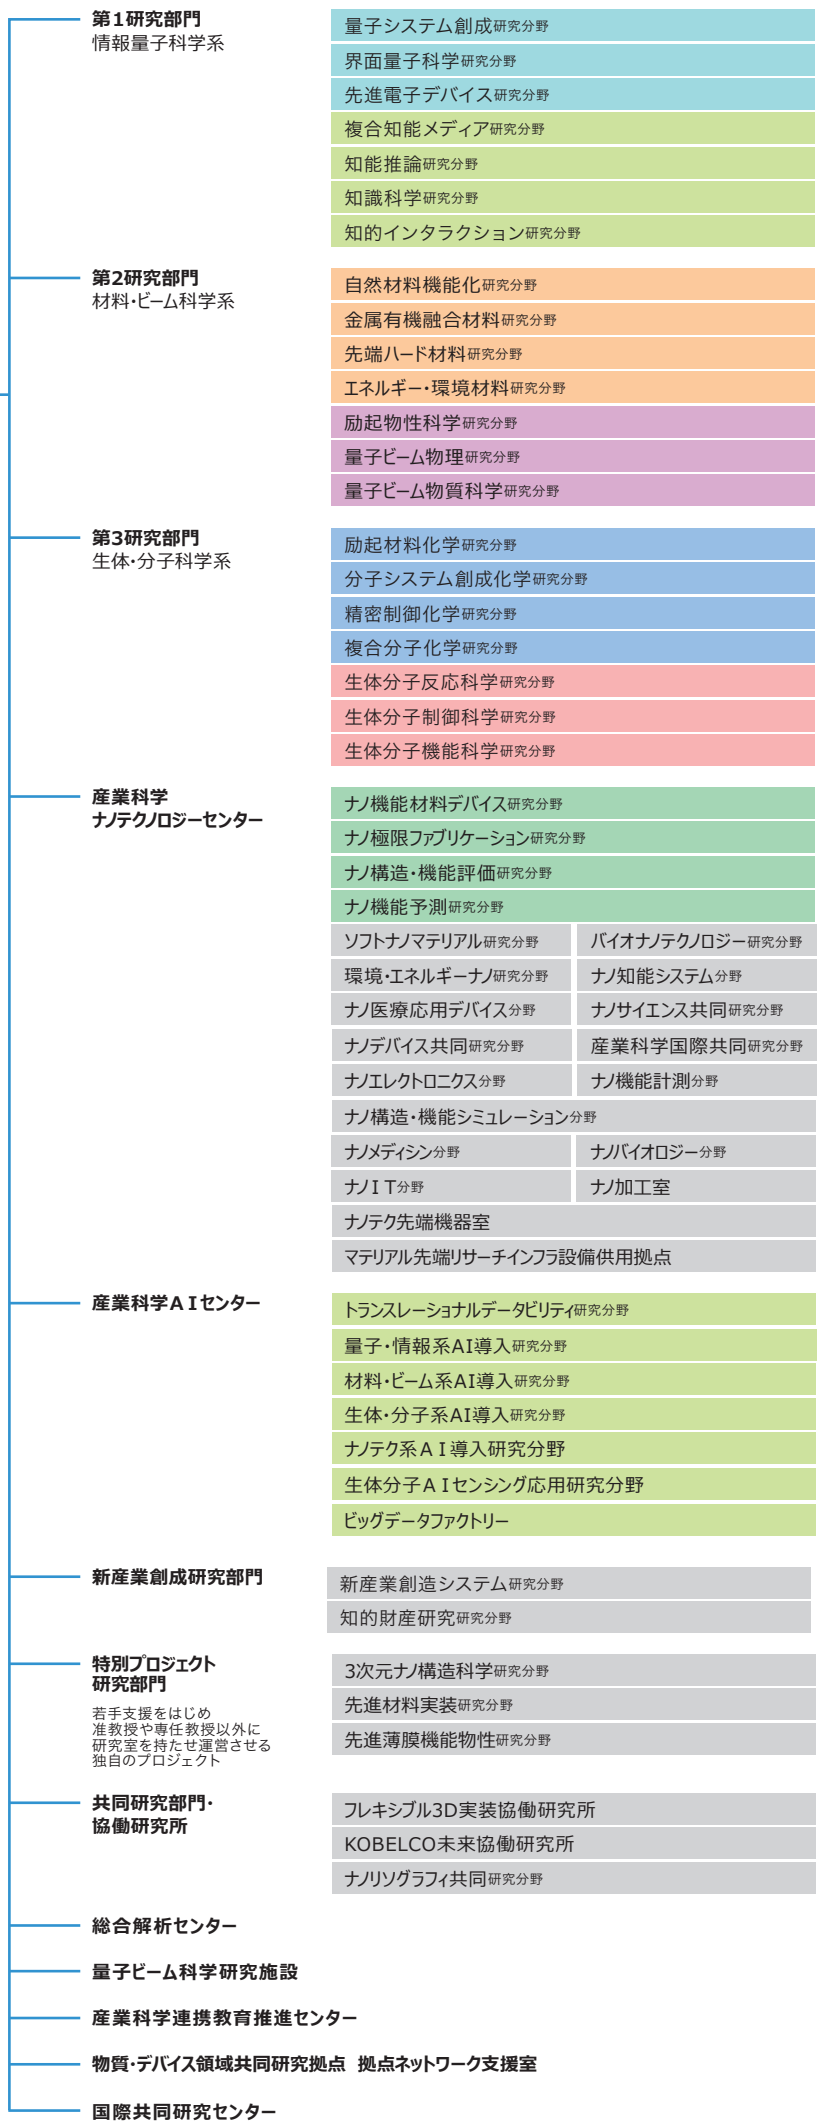 第1研究部門
情報量子科学系
量子システム創成研究分野
界面量子科学研究分野
先進電子デバイス研究分野
複合知能メディア研究分野
知能推論研究分野
知識科学研究分野
知的インタラクション研究分野
第2研究部門
材料・ビーム科学系
自然材料機能化研究分野
金属有機融合材料研究分野
先端ハード材料研究分野
エネルギー・環境材料研究分野
励起物性科学研究分野
量子ビーム物理研究分野
量子ビーム物質科学研究分野
第3研究部門
生体・分子科学系
励起材料化学研究分野
分子システム創成化学研究分野
精密制御化学研究分野
複合分子化学研究分野
生体分子反応科学研究分野
生体分子制御科学研究分野
生体分子機能科学研究分野
産業科学
ナノテクノロジーセンター
ナノ機能材料デバイス研究分野
ナノ極限ファブリケーション研究分野
ナノ構造・機能評価研究分野
ナノ機能予測研究分野
ソフトナノマテリアル研究分野 バイオナノテクノロジー研究分野
環境・エネルギーナノ研究分野 ナノ知能システム分野
ナノ医療応用デバイス分野 ナノサイエンス共同研究分野
ナノデバイス共同研究分野 産業科学国際共同研究分野
ナノエレクトロニクス分野 ナノ機能計測分野
ナノ構造・機能シミュレーション分野
ナノメディシン分野 ナノバイオロジー分野
ナノIT分野 ナノ加工室
ナノテク先端機器室
マテリアル先端リサーチインフラ設備供用拠点
産業科学AIセンター
トランスレーショナルデータビリティ研究分野
量子・情報系AI導入研究分野
材料・ビーム系AI導入研究分野
生体・分子系AI導入研究分野
ナノテク系AI導入研究分野
生体分子AIセンシング応用研究分野
ビッグデータファクトリー
新産業創成研究部門
新産業創造システム研究分野
知的財産研究研究分野
特別プロジェクト
研究部門
若手支援をはじめ
准教授や専任教授以外に
研究室を持たせ運営させる
独自のプロジェクト
3次元ナノ構造科学研究分野
先進材料実装研究分野
先進薄膜機能物性研究分野
共同研究部門・
協働研究所
フレキシブル3D実装協働研究所
KOBELCO未来協働研究所
ナノリソグラフィ共同研究分野
総合解析センター
量子ビーム科学研究施設
産業科学連携教育推進センター
物質・デバイス領域共同研究拠点 拠点ネットワーク支援室
国際共同研究センター